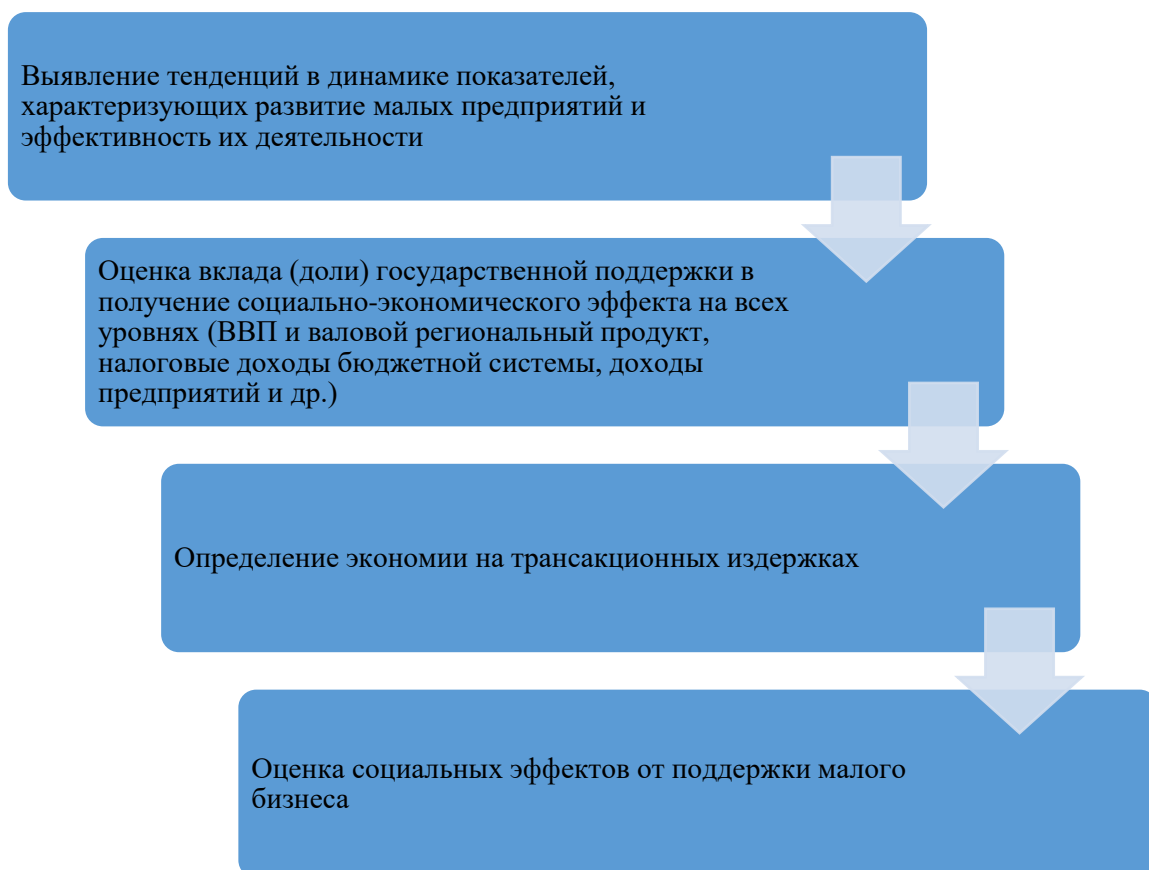 Выявление тенденций в динамике показателей,
характеризующих развитие малых предприятий и
эффективность их деятельности
Оценка вклада (доли) государственной поддержки в
получение социально-экономического эффекта на всех
уровнях (ВВП и валовой региональный продукт,
налоговые доходы бюджетной системы, доходы
предприятий и др.)
Определение экономии на трансакционных издержках
Оценка социальных эффектов от поддержки малого
бизнеса